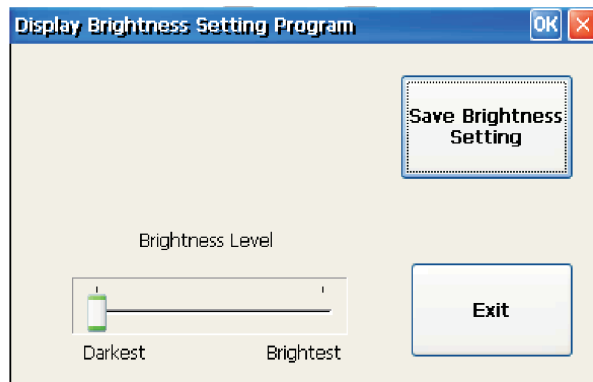 Display Brightness Setting Program OK
Save Brightness
Setting
Brightness Level
Darkest Brightest
Exit